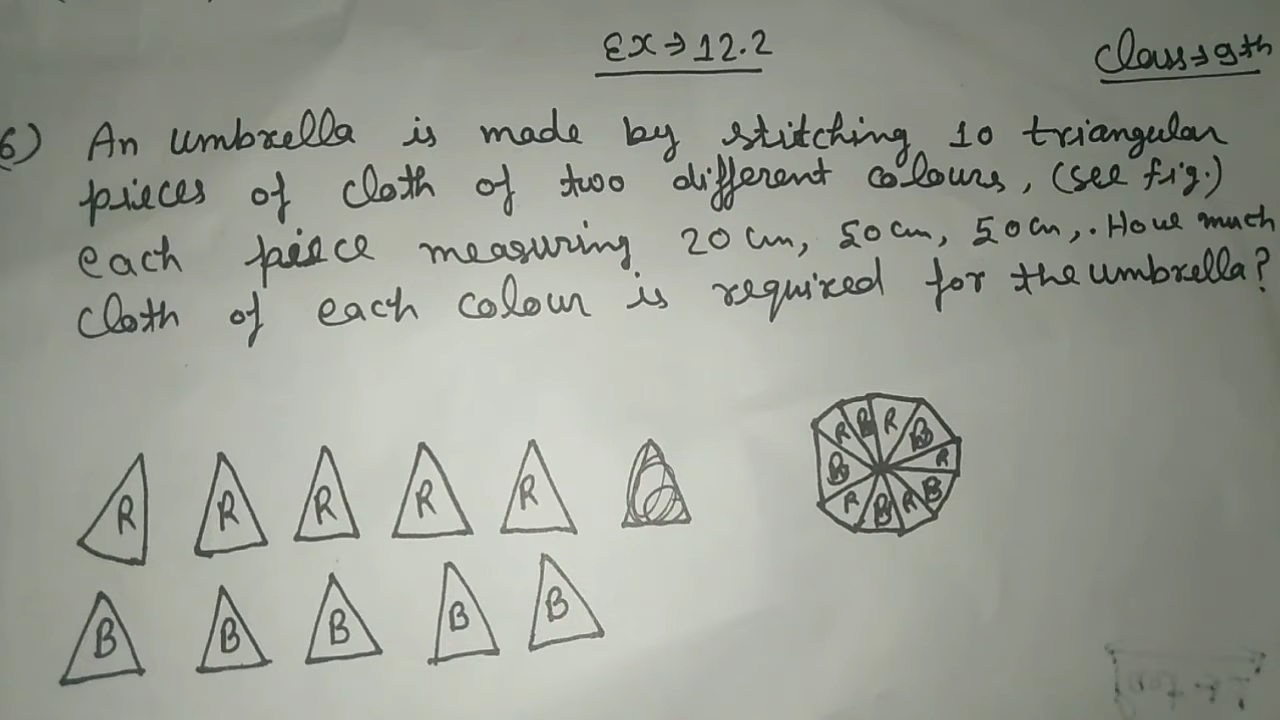 Ex → 12.2
Class → 9th
6) An umbrella is made by stitching 10 triangular
pieces of cloth of two different colours, (see fig.)
each peice measuring 20 cm, 50 cm, 50 cm,. How much
cloth of each colour is required for the umbrella?
R R R R R
B B B B B
R B R B R B R B R B